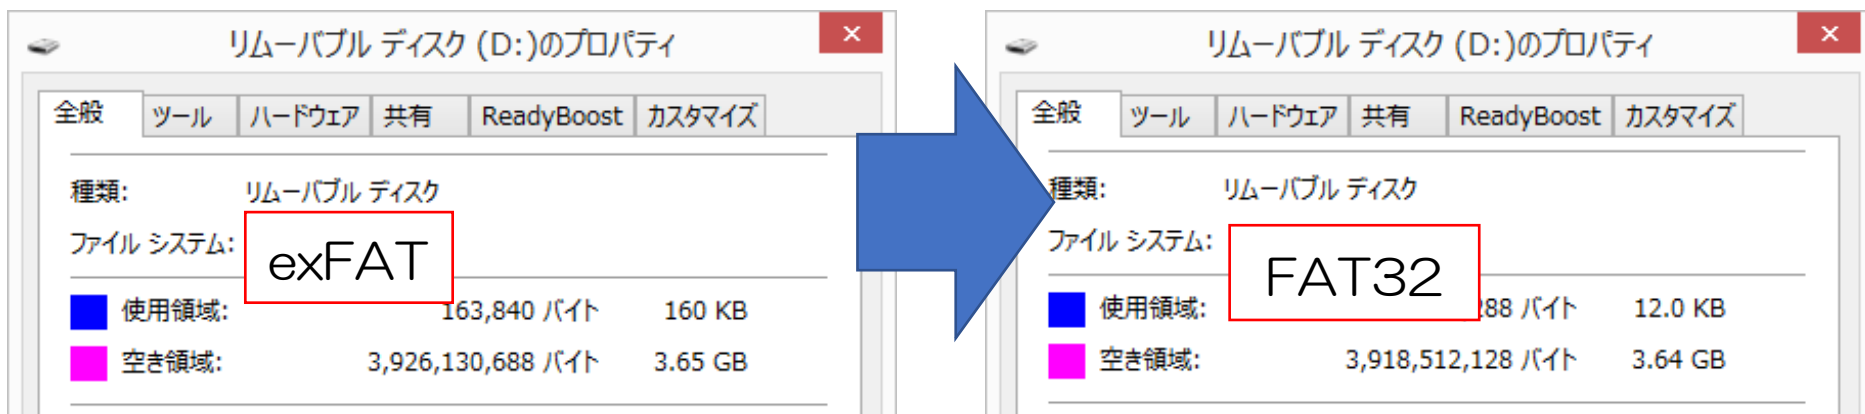 リムーバブル ディスク (D:)のプロパティ
全般 ツール ハードウェア 共有 ReadyBoost カスタマイズ
種類: リムーバブル ディスク
ファイル システム: exFAT
使用領域: 163,840 バイト 160 KB
空き領域: 3,926,130,688 バイト 3.65 GB
リムーバブル ディスク (D:)のプロパティ
全般 ツール ハードウェア 共有 ReadyBoost カスタマイズ
種類: リムーバブル ディスク
ファイル システム: FAT32
使用領域: 288 バイト 12.0 KB
空き領域: 3,918,512,128 バイト 3.64 GB